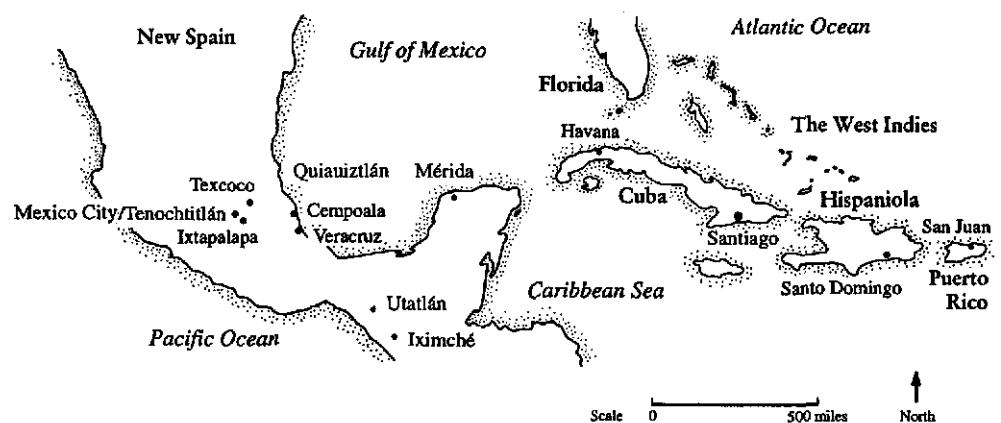 New Spain
Gulf of Mexico
Atlantic Ocean
Florida
Havana
The West Indies
Quiauiztlán
Mérida
Texcoco
Cuba
Hispaniola
Mexico City/Tenochtitlán
Cempoala
Ixtapalapa
Veracruz
Santiago
San Juan
Santo Domingo
Puerto
Rico
Utatlán
Caribbean Sea
Pacific Ocean
Iximché
Scale 0 500 miles North